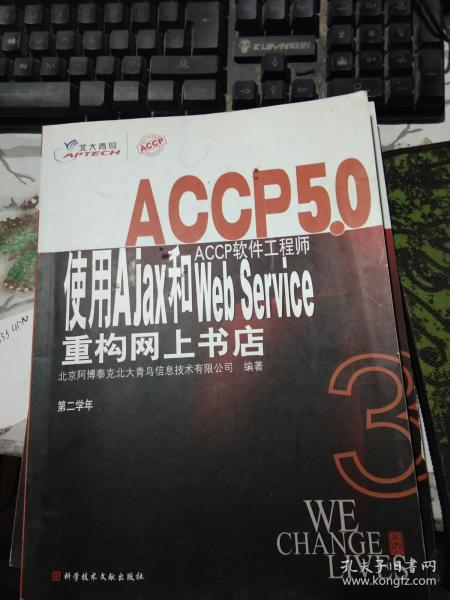 KUIYN
北大青鸟
APTECH
ACCP
ACCP5.0
ACCP软件工程师
使用Ajax和Web Service
重构网上书店
北京阿博泰克北大青鸟信息技术有限公司 编著
第二学年
3
WE
CHANGE
LIVES
科学技术文献出版社
孔夫子旧书网
www.kongfz.com